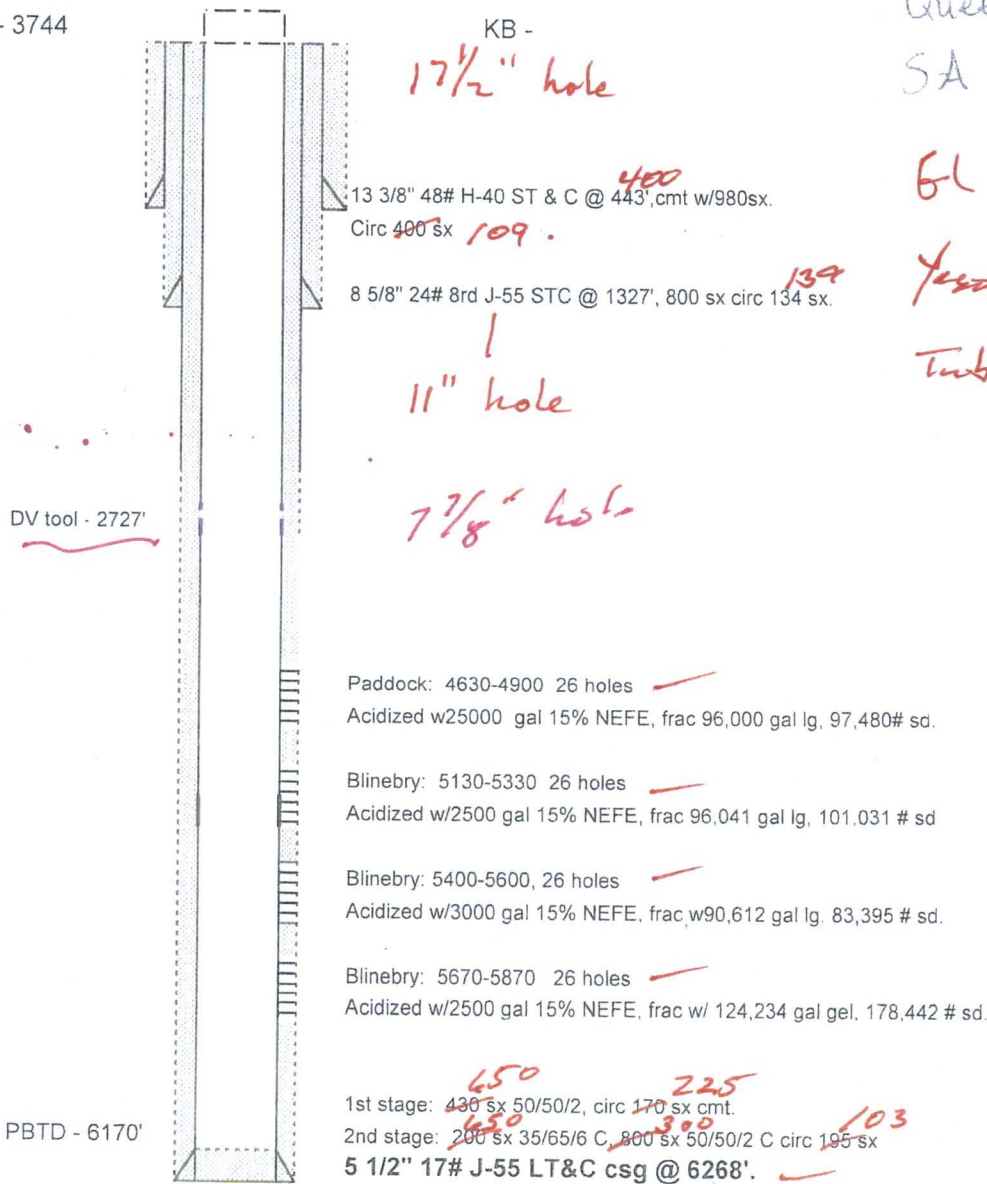 - 3744
KB -
SA
17 1/2" hole
400
13 3/8" 48# H-40 ST & C @ 443',cmt w/980sx.
Circ 400 sx 109 .
134
8 5/8" 24# 8rd J-55 STC @ 1327', 800 sx circ 134 sx.
11" hole
DV tool - 2727'
7 7/8" hole
Paddock: 4630-4900 26 holes
Acidized w25000 gal 15% NEFE, frac 96,000 gal lg, 97,480# sd.
Blinebry: 5130-5330 26 holes
Acidized w/2500 gal 15% NEFE, frac 96,041 gal lg, 101,031 # sd
Blinebry: 5400-5600, 26 holes
Acidized w/3000 gal 15% NEFE, frac w90,612 gal lg. 83,395 # sd.
Blinebry: 5670-5870 26 holes
Acidized w/2500 gal 15% NEFE, frac w/ 124,234 gal gel, 178,442 # sd.
650 225
1st stage: 430 sx 50/50/2, circ 170 sx cmt.
650 300 103
2nd stage: 200 sx 35/65/6 C, 800 sx 50/50/2 C circ 195 sx
PBTD - 6170'
5 1/2" 17# J-55 LT&C csg @ 6268'.